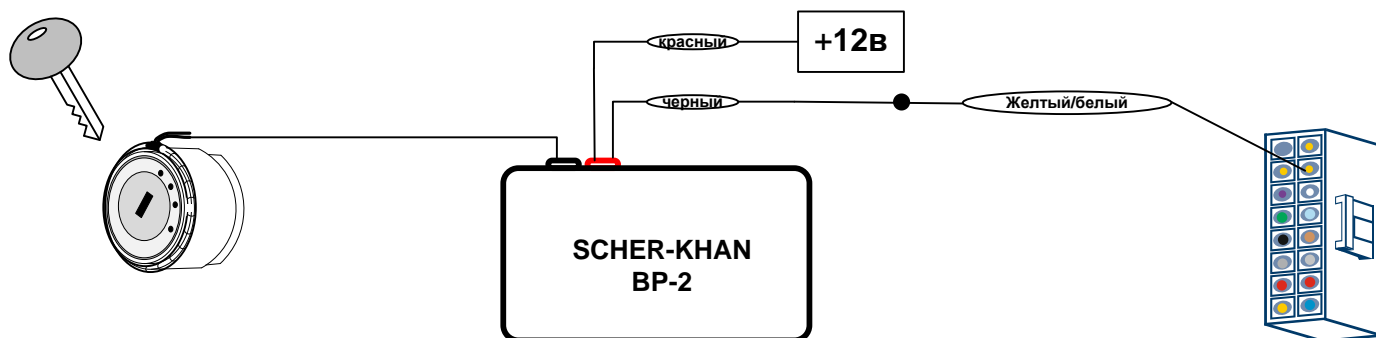 красный
+12в
черный
Желтый/белый
SCHER-KHAN
BP-2